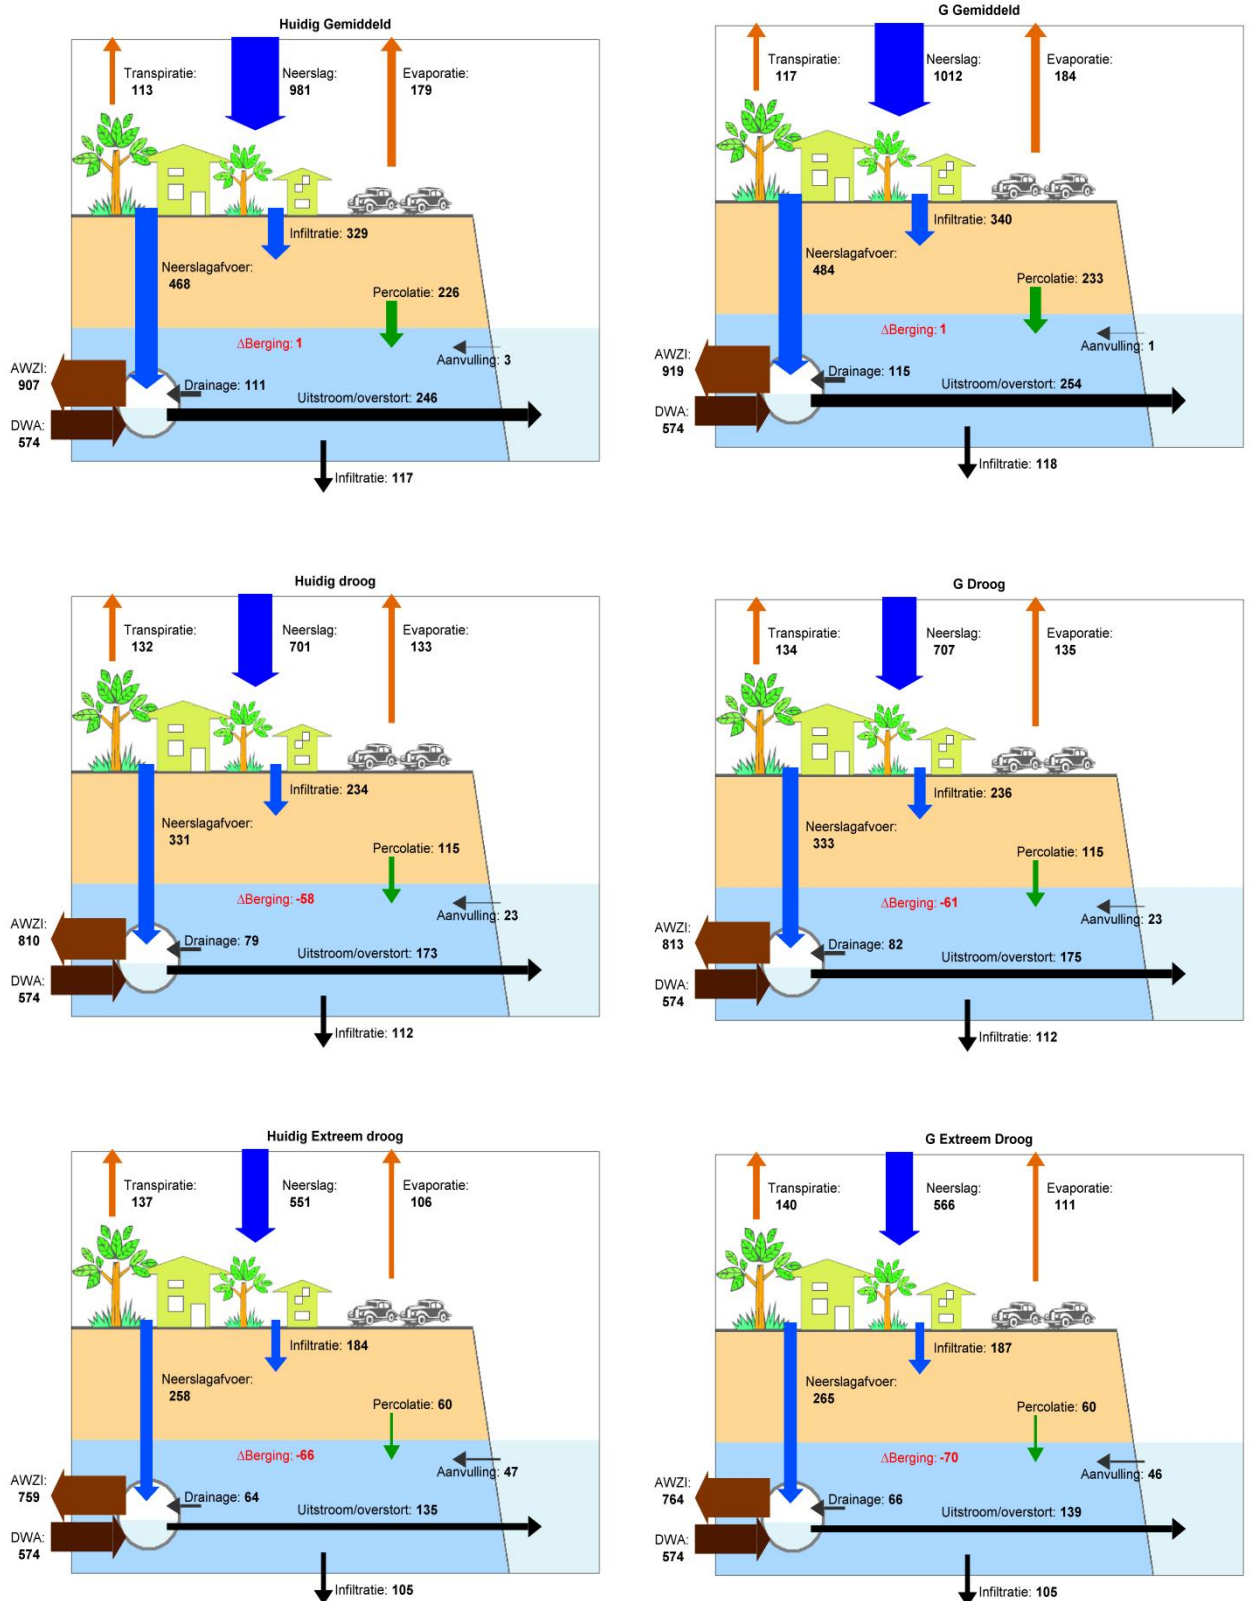 Huidig Gemiddeld
Transpiratie:
113
Neerslag:
981
Evaporatie:
179
Infiltratie: 329
Neerslagafvoer:
468
Percolatie: 226
ΔBerging: 1
Aanvulling: 3
AWZI:
907
Drainage: 111
Uitstroom/overstort: 246
DWA:
574
Infiltratie: 117
G Gemiddeld
Transpiratie:
117
Neerslag:
1012
Evaporatie:
184
Infiltratie: 340
Neerslagafvoer:
484
Percolatie: 233
ΔBerging: 1
Aanvulling: 1
AWZI:
919
Drainage: 115
Uitstroom/overstort: 254
DWA:
574
Infiltratie: 118
Huidig droog
Transpiratie:
132
Neerslag:
701
Evaporatie:
133
Infiltratie: 234
Neerslagafvoer:
331
Percolatie: 115
ΔBerging: -58
Aanvulling: 23
AWZI:
810
Drainage: 79
Uitstroom/overstort: 173
DWA:
574
Infiltratie: 112
G Droog
Transpiratie:
134
Neerslag:
707
Evaporatie:
135
Infiltratie: 236
Neerslagafvoer:
333
Percolatie: 115
ΔBerging: -61
Aanvulling: 23
AWZI:
813
Drainage: 82
Uitstroom/overstort: 175
DWA:
574
Infiltratie: 112
Huidig Extreem droog
Transpiratie:
137
Neerslag:
551
Evaporatie:
106
Infiltratie: 184
Neerslagafvoer:
258
Percolatie: 60
ΔBerging: -66
Aanvulling: 47
AWZI:
759
Drainage: 64
Uitstroom/overstort: 135
DWA:
574
Infiltratie: 105
G Extreem Droog
Transpiratie:
140
Neerslag:
566
Evaporatie:
111
Infiltratie: 187
Neerslagafvoer:
265
Percolatie: 60
ΔBerging: -70
Aanvulling: 46
AWZI:
764
Drainage: 66
Uitstroom/overstort: 139
DWA:
574
Infiltratie: 105